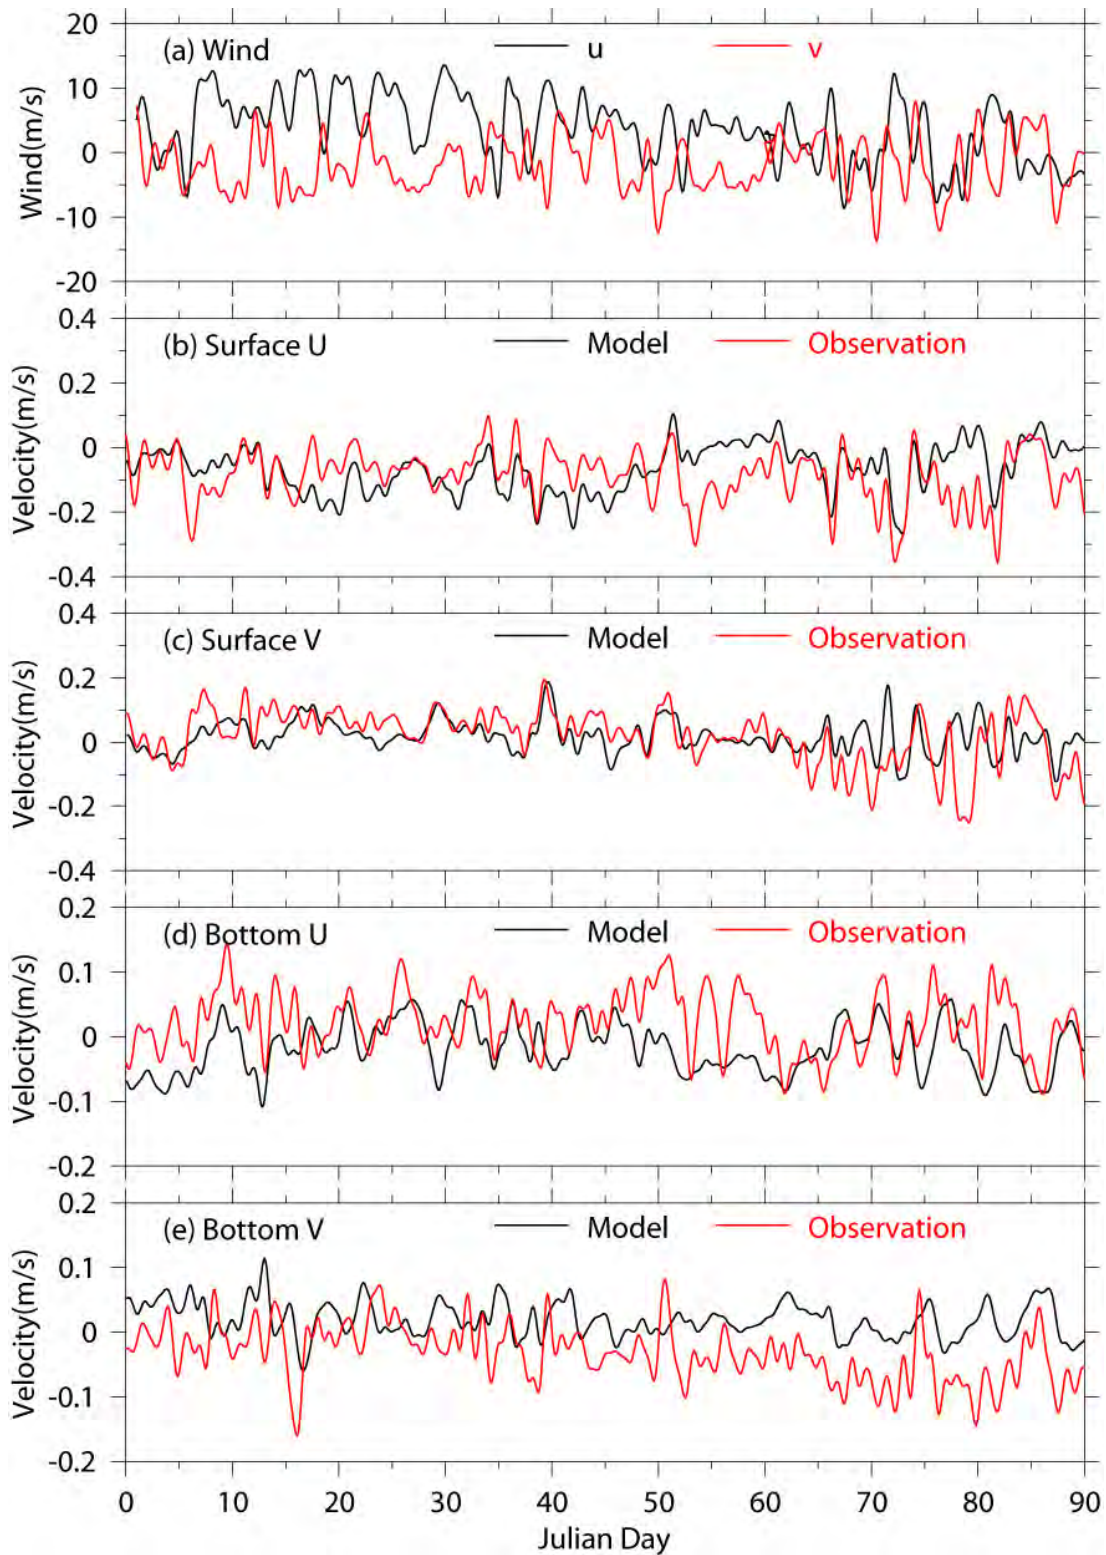 20
(a) Wind
u
v
10
0
-10
-20
Wind(m/s)
0.4
(b) Surface U
Model
Observation
0.2
0
-0.2
-0.4
Velocity(m/s)
0.4
(c) Surface V
Model
Observation
0.2
0
-0.2
-0.4
Velocity(m/s)
0.2
(d) Bottom U
Model
Observation
0.1
0
-0.1
-0.2
Velocity(m/s)
0.2
(e) Bottom V
Model
Observation
0.1
0
-0.1
-0.2
Velocity(m/s)
0 10 20 30 40 50 60 70 80 90
Julian Day